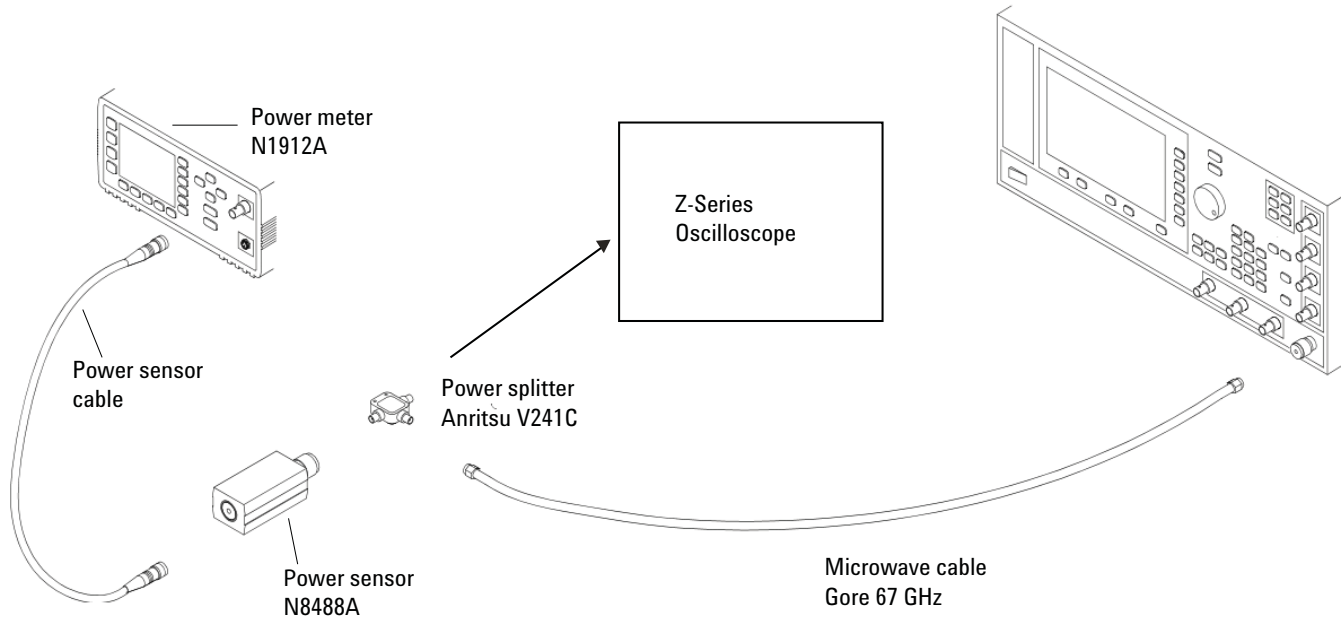 Power meter
N1912A
Z-Series
Oscilloscope
Power sensor
cable
Power splitter
Anritsu V241C
Power sensor
N8488A
Microwave cable
Gore 67 GHz